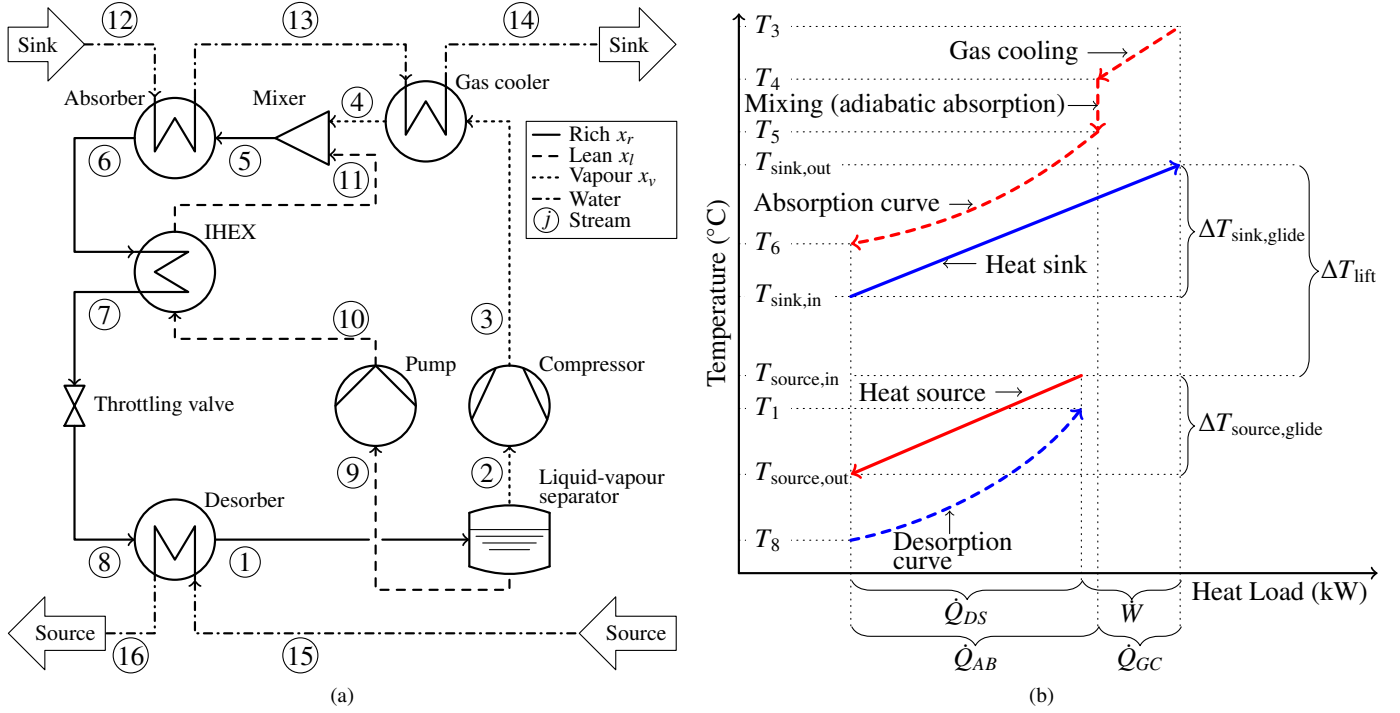 12
13
14
Sink
Sink
Absorber
Mixer
Gas cooler
4
6
5
11
Rich x_r
Lean x_l
Vapour x_v
Water
j Stream
IHEX
7
10
3
Pump
Compressor
Throttling valve
9
2
Liquid-vapour
separator
Desorber
8
1
Source
Source
16
15
(a)
Temperature (°C)
T_3
Gas cooling
T_4
Mixing (adiabatic absorption)
T_5
T_sink,out
Absorption curve
ΔT_sink,glide
T_6
Heat sink
ΔT_lift
T_sink,in
T_source,in
Heat source
T_1
ΔT_source,glide
T_source,out
T_8
Desorption
curve
Heat Load (kW)
Q̇_DS
Ẇ
Q̇_AB
Q̇_GC
(b)